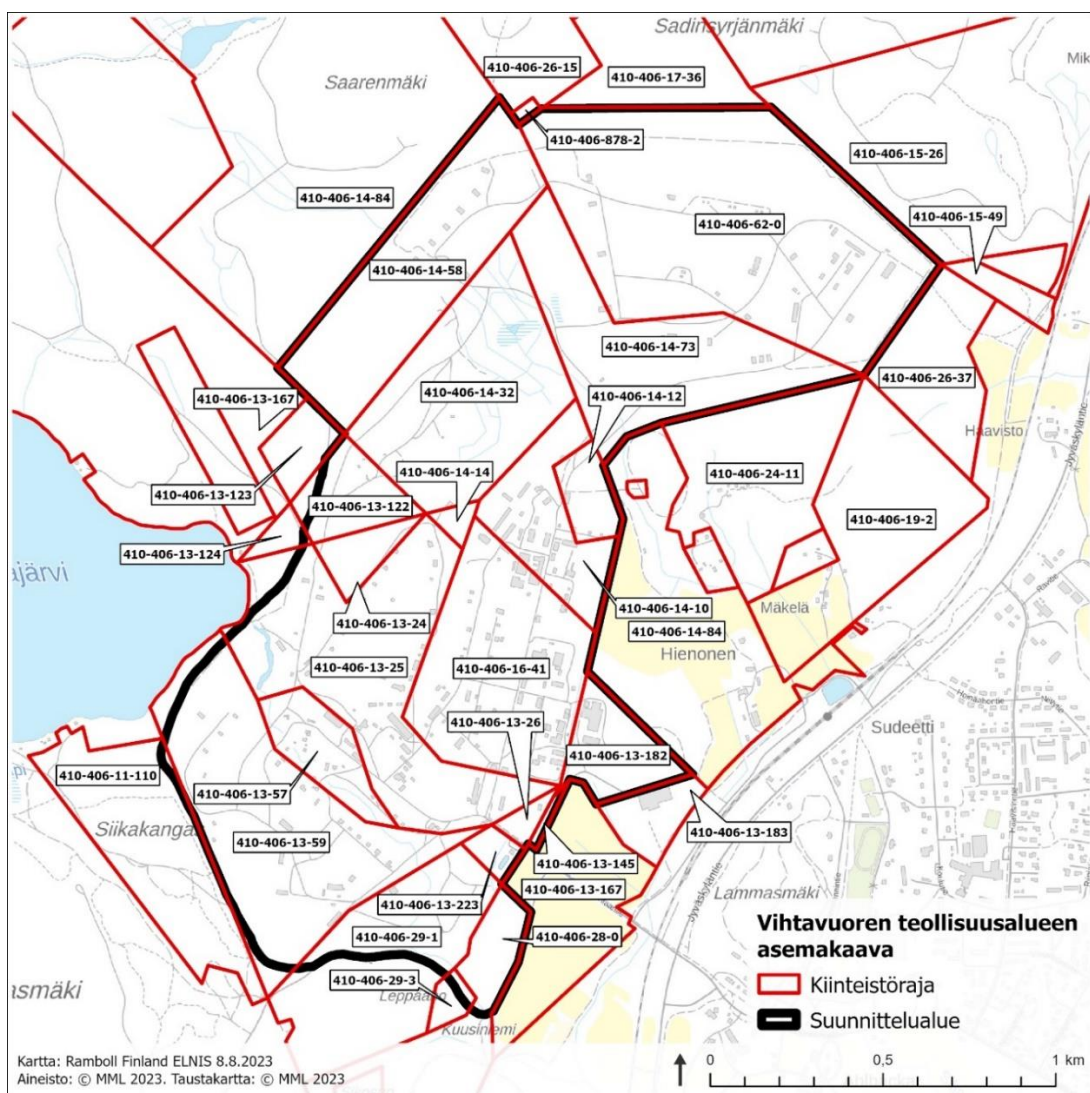 Sadinsyrjänmäki
410-406-26-15
410-406-17-36
Saarenmäki
410-406-878-2
410-406-15-26
410-406-14-84
410-406-15-49
410-406-62-0
410-406-14-58
410-406-14-73
410-406-14-12
410-406-26-37
410-406-13-167
410-406-14-32
Haavisto
Jyväskyläntie
410-406-14-14
410-406-24-11
410-406-13-123
410-406-13-122
410-406-19-2
410-406-13-124
ajärvi
410-406-14-10
Mäkelä
410-406-13-24
410-406-14-84
Hienonen
410-406-13-25
410-406-16-41
410-406-13-26
Sudeetti
410-406-13-182
410-406-11-110
410-406-13-57
Siikakangas
410-406-13-183
410-406-13-59
410-406-13-145
410-406-13-167
Jyväskyläntie
Lammasmäki
410-406-13-223
410-406-29-1
410-406-28-0
410-406-29-3
asmäki
Kuusiniemi
Vihtavuoren teollisuusalueen
asemakaava
Kiinteistöraja
Suunnittelualue
Kartta: Ramboll Finland ELNIS 8.8.2023
Aineisto: © MML 2023. Taustakartta: © MML 2023
0 0,5 1 km